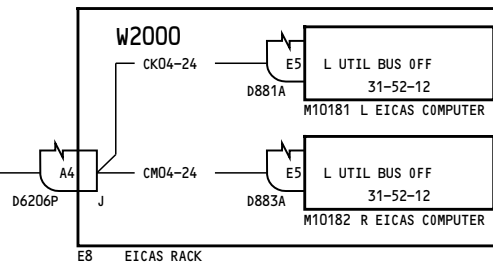 W2000
CK04-24
E5
L UTIL BUS OFF
31-52-12
D881A
M10181 L EICAS COMPUTER
A4
CM04-24
E5
L UTIL BUS OFF
31-52-12
D6206P
J
D883A
M10182 R EICAS COMPUTER
E8 EICAS RACK